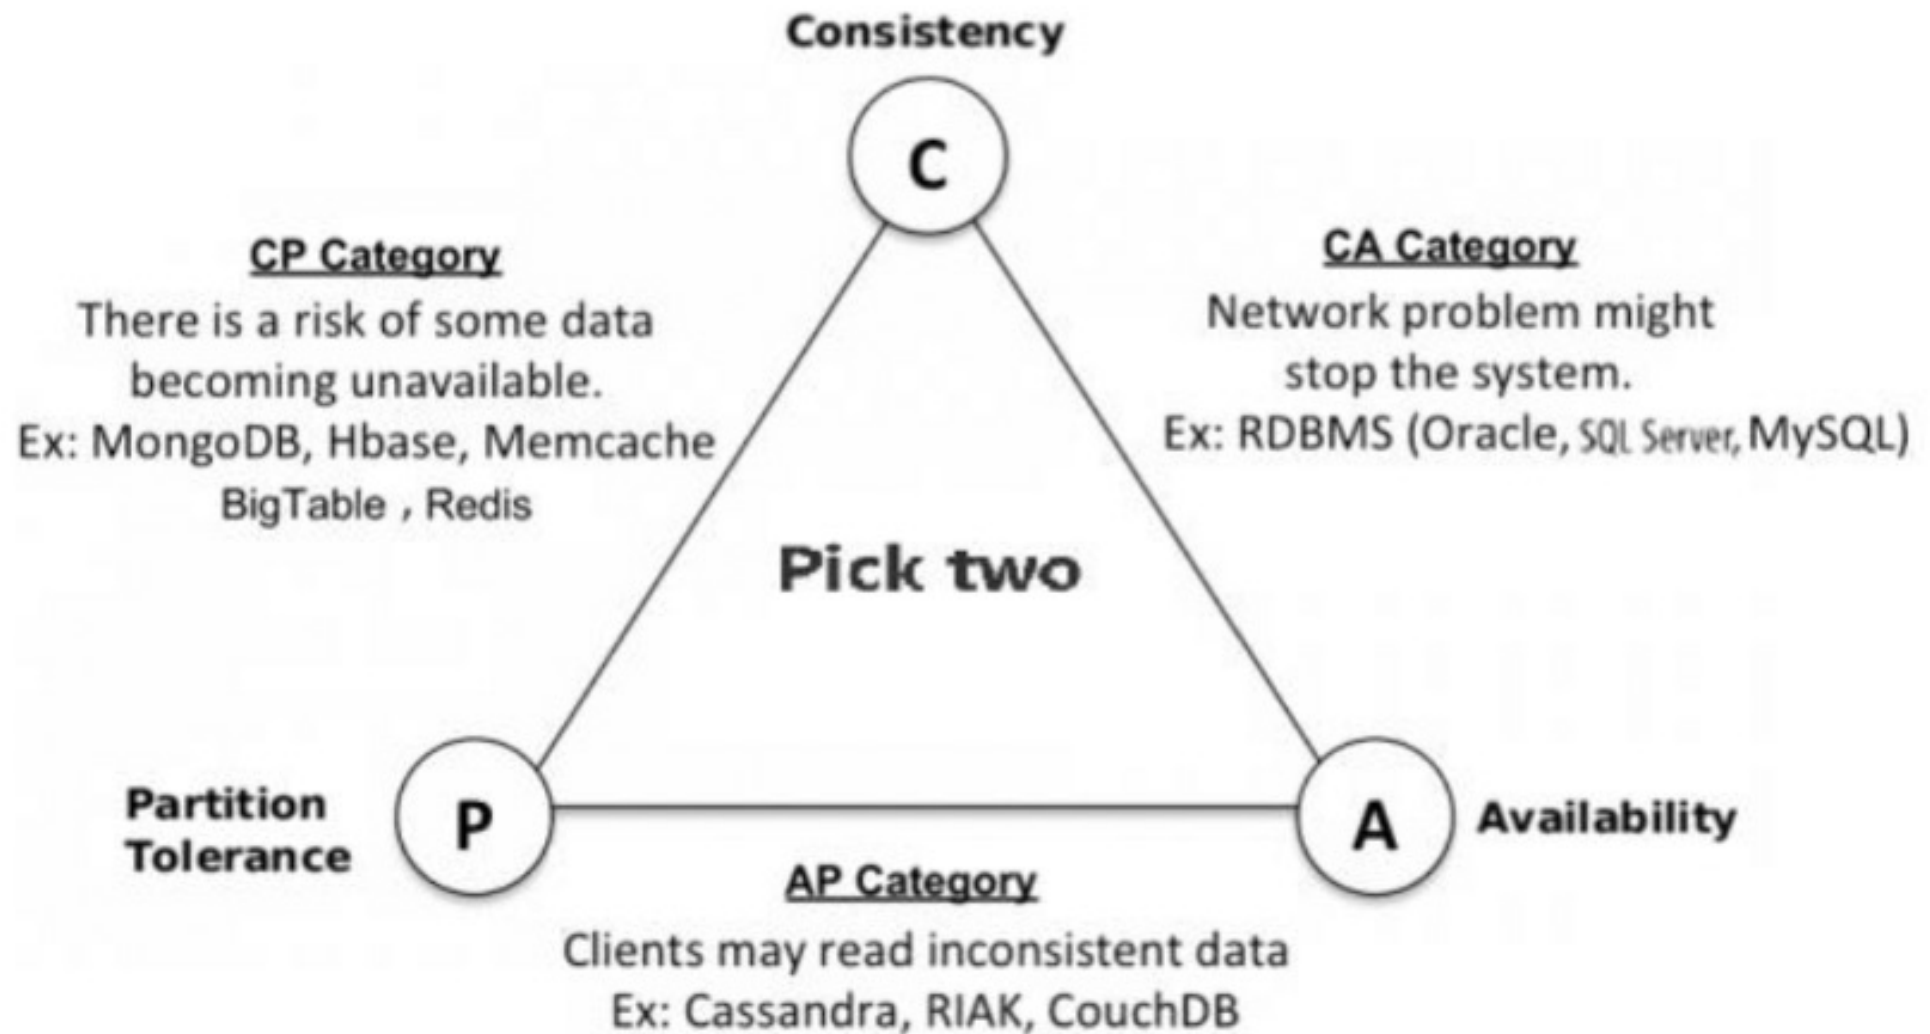 Consistency
C
CP Category
There is a risk of some data
becoming unavailable.
Ex: MongoDB, Hbase, Memcache
BigTable , Redis
CA Category
Network problem might
stop the system.
Ex: RDBMS (Oracle, SQL Server, MySQL)
Pick two
Partition
Tolerance
P
A
Availability
AP Category
Clients may read inconsistent data
Ex: Cassandra, RIAK, CouchDB